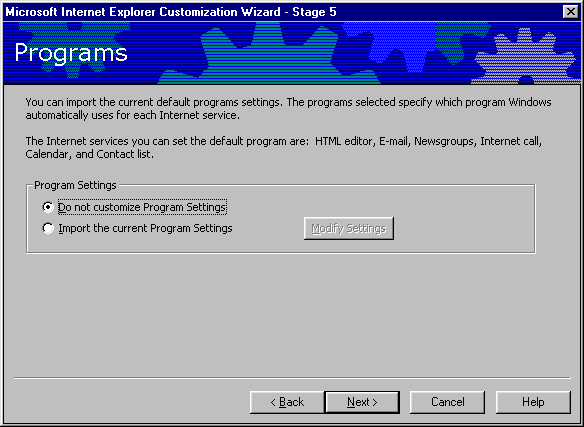 Microsoft Internet Explorer Customization Wizard - Stage 5
Programs
You can import the current default programs settings. The programs selected specify which program Windows
automatically uses for each Internet service.
The Internet services you can set the default program are:  HTML editor, E-mail, Newsgroups, Internet call,
Calendar, and Contact list.
Program Settings
Do not customize Program Settings
Import the current Program Settings
Modify Settings
< Back
Next >
Cancel
Help